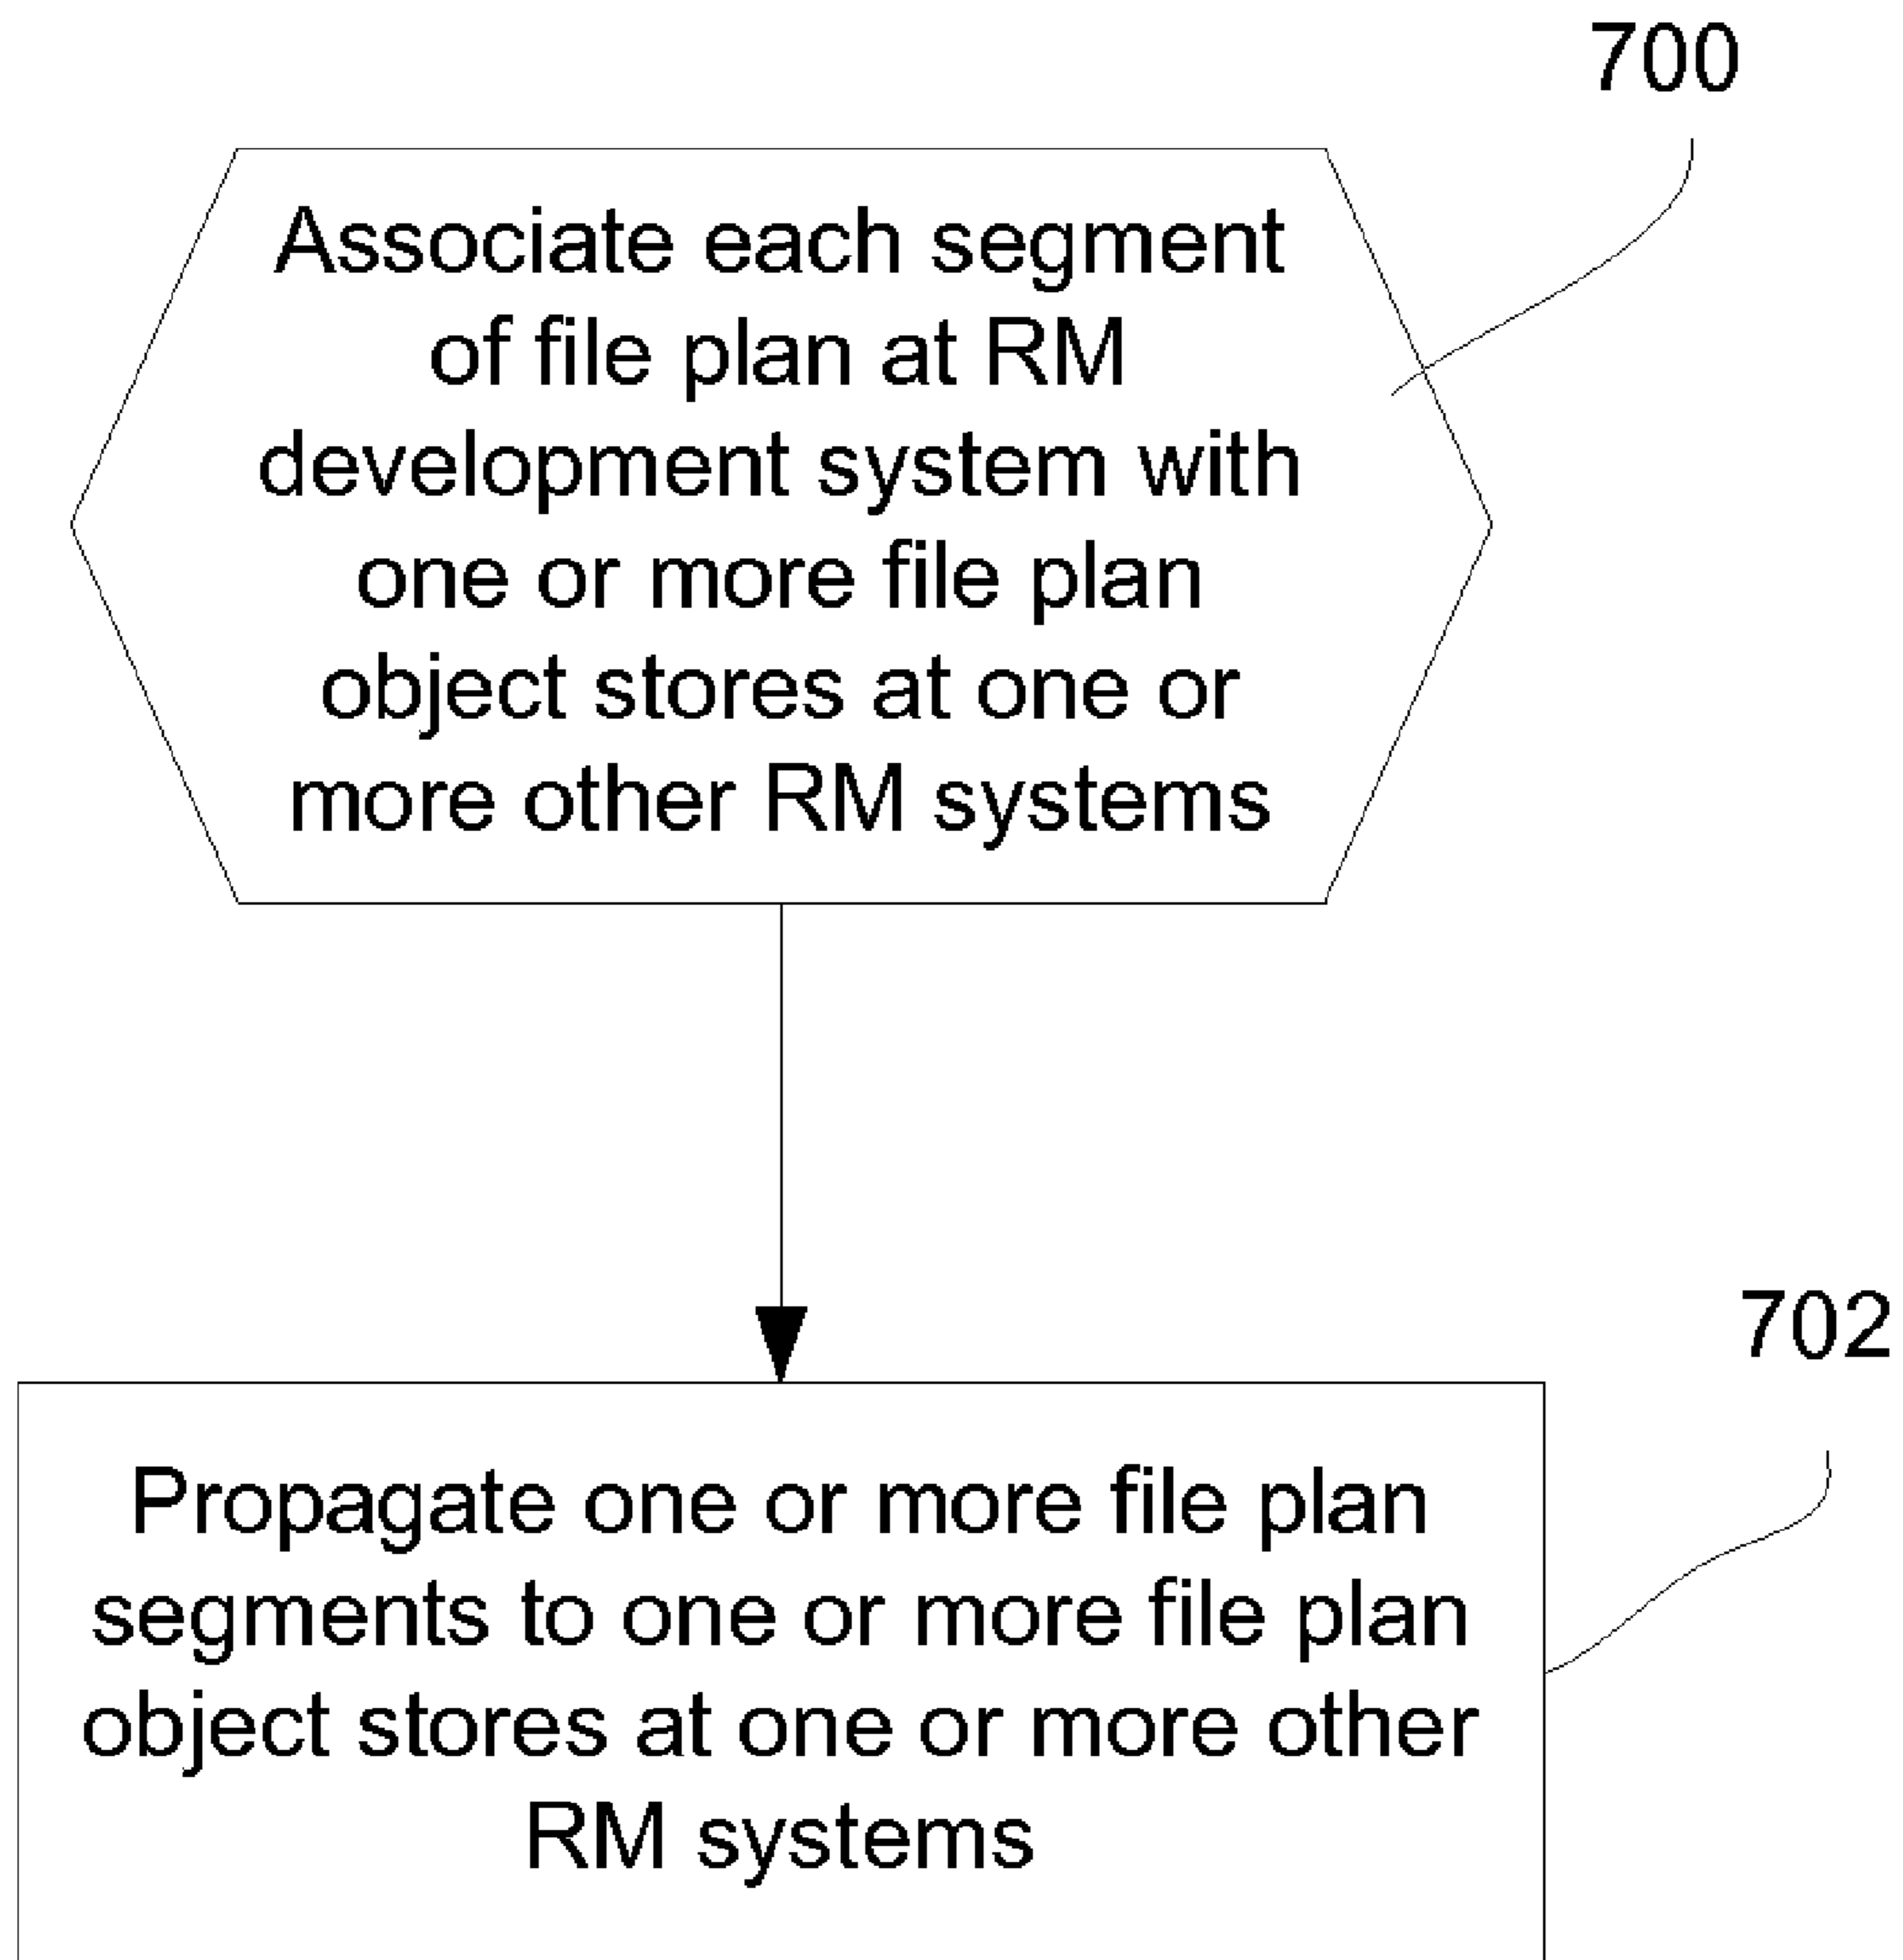 700
Associate each segment
of file plan at RM
development system with
one or more file plan
object stores at one or
more other RM systems
702
Propagate one or more file plan
segments to one or more file plan
object stores at one or more other
RM systems